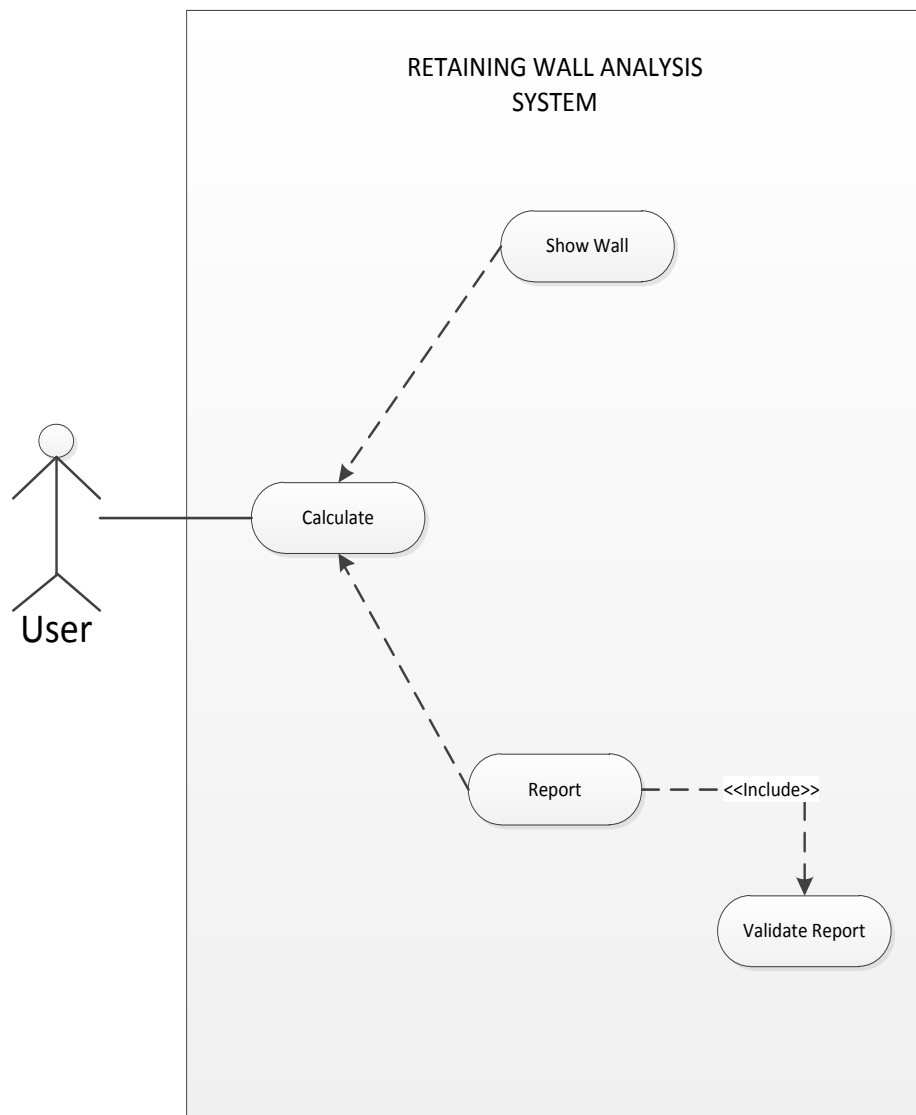 RETAINING WALL ANALYSIS
SYSTEM
Show Wall
Calculate
User
Report
<<Include>>
Validate Report